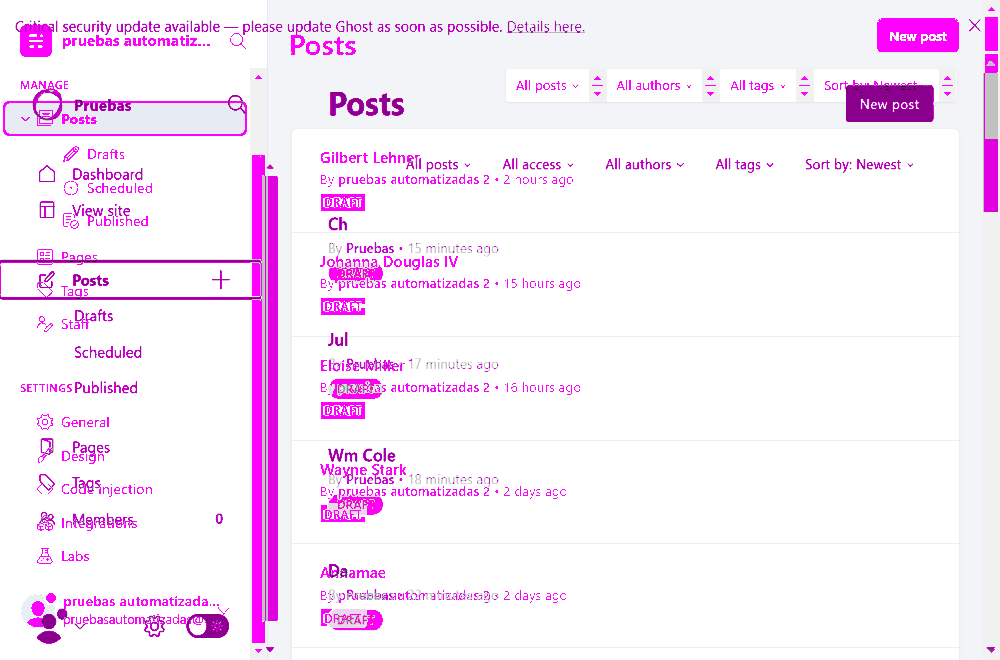 Critical security update available — please update Ghost as soon as possible. Details here.
pruebas automatiz...
Posts
New post
MANAGE
Pruebas
Posts
All posts
All authors
All tags
Sort by: Newest
Posts
New post
Drafts
Dashboard
Scheduled
View site
Published
Pages
Posts
Tags
Drafts
Staff
Scheduled
SETTINGS
Published
General
Pages
Design
Tags
Code injection
Members
0
Integrations
Labs
pruebas automatizada...
pruebasautomatizadas@
All posts
All access
All authors
All tags
Sort by: Newest
Gilbert Lehner
By pruebas automatizadas 2 • 2 hours ago
DRAFT
Ch
By Pruebas • 15 minutes ago
DRAFT
Johanna Douglas IV
By pruebas automatizadas 2 • 15 hours ago
DRAFT
Jul
By Pruebas • 17 minutes ago
DRAFT
Eloise Miller
By pruebas automatizadas 2 • 16 hours ago
DRAFT
Wm Cole
By Pruebas • 18 minutes ago
DRAFT
Wayne Stark
By pruebas automatizadas 2 • 2 days ago
DRAFT
Da
By Pruebas
DRAFT
Annamae
By pruebas automatizadas 2 • 2 days ago
DRAFT